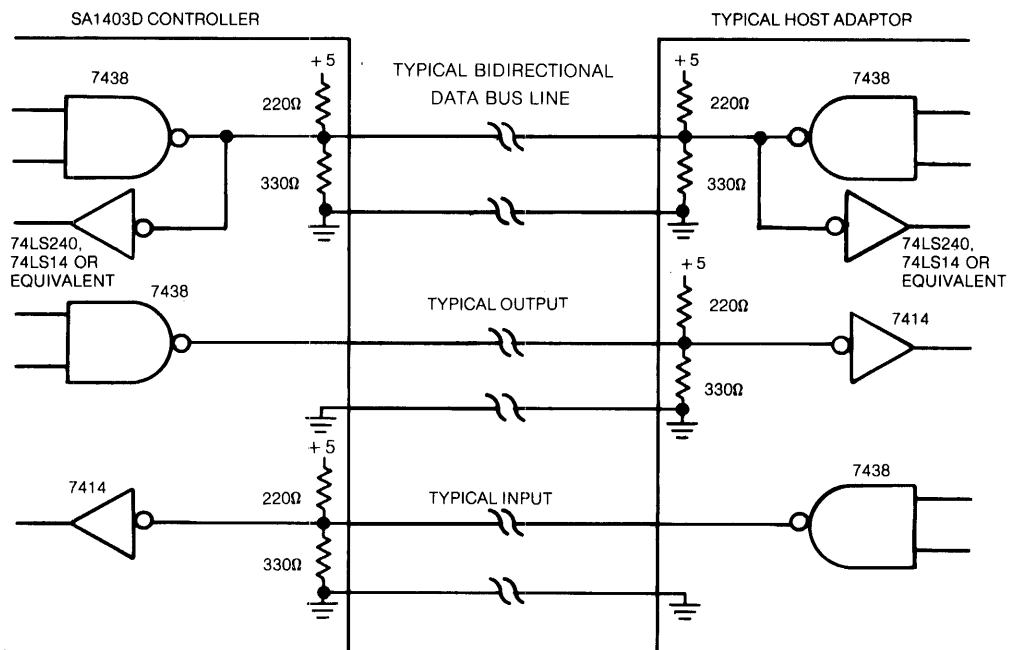 SA1403D CONTROLLER
TYPICAL HOST ADAPTOR
7438
+5
220Ω
330Ω
TYPICAL BIDIRECTIONAL
DATA BUS LINE
+5
220Ω
330Ω
7438
74LS240,
74LS14 OR
EQUIVALENT
74LS240,
74LS14 OR
EQUIVALENT
7438
TYPICAL OUTPUT
+5
220Ω
330Ω
7414
7414
+5
220Ω
330Ω
TYPICAL INPUT
7438